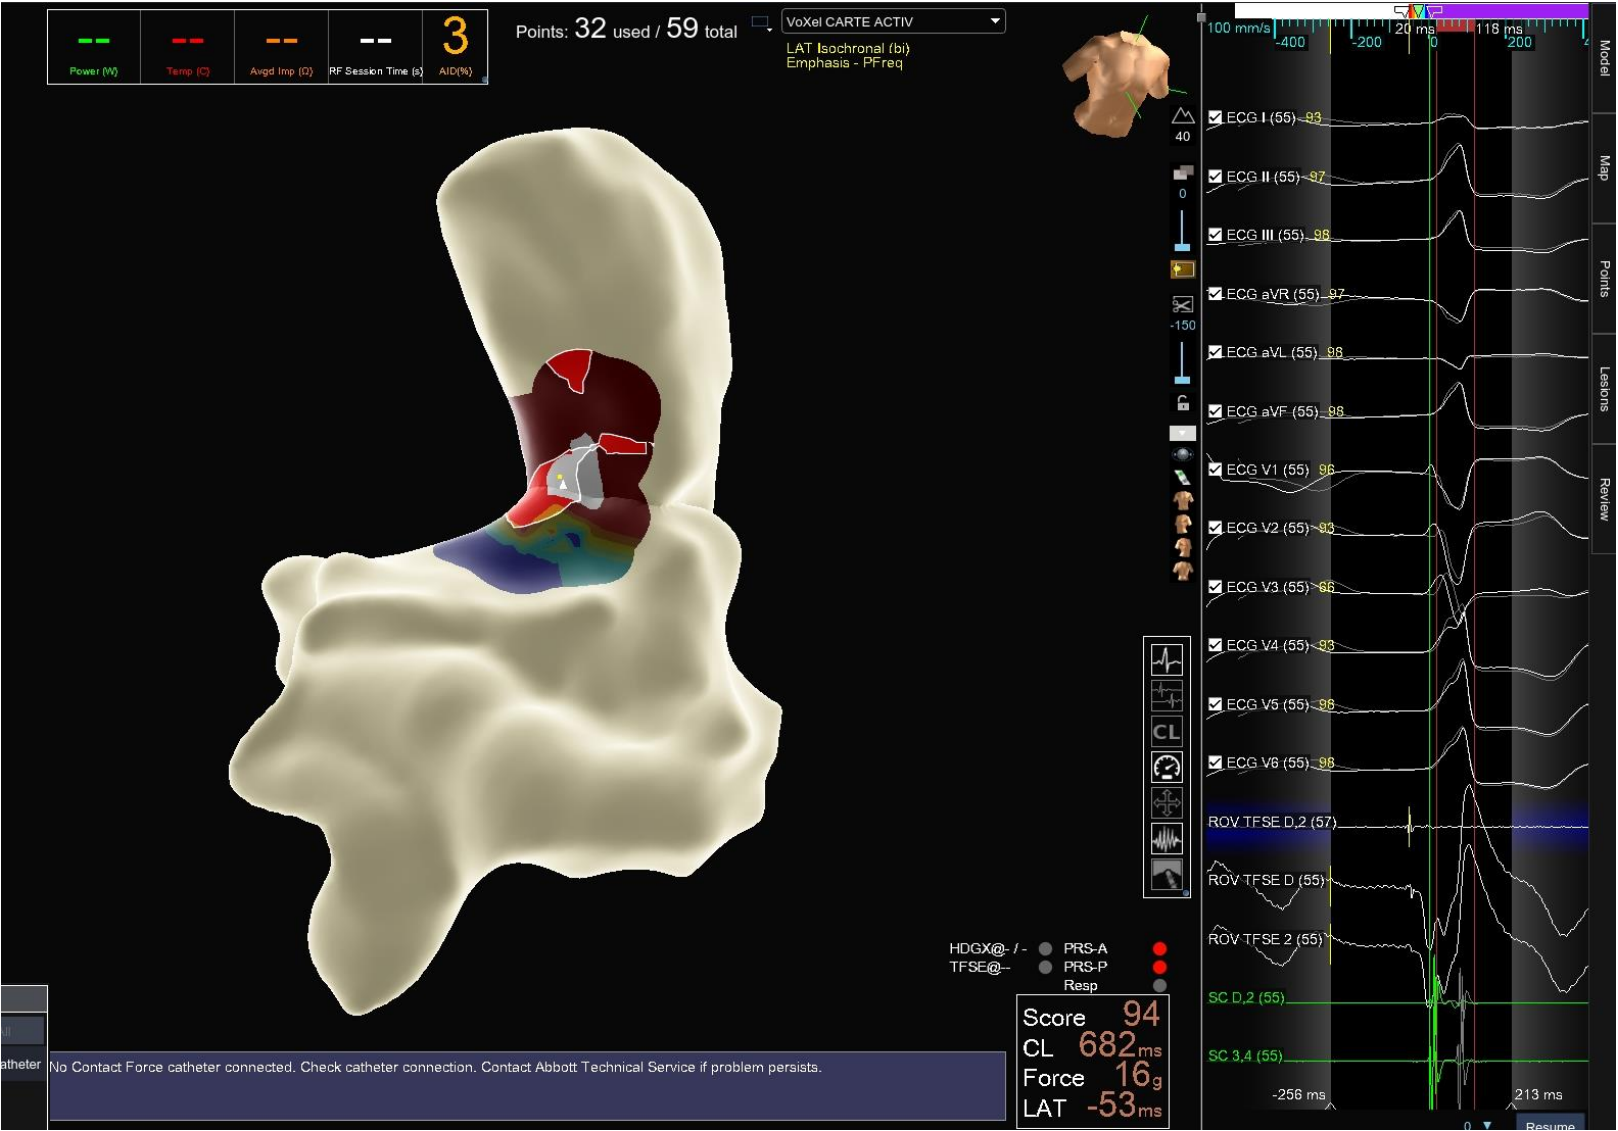 -- -- -- -- 3
Power (W) Temp (C) Avgd Imp (Ω) RF Session Time (s) AID(%)
Points: 32 used / 59 total
VoXel CARTE ACTIV
LAT Isochronal (bi)
Emphasis - PFreq
40
0
-150
100 mm/s
20 ms 118 ms
-400 -200 0 200 4
ECG I (55) 93
ECG II (55) 97
ECG III (55) 98
ECG aVR (55) 97
ECG aVL (55) 98
ECG aVF (55) 98
ECG V1 (55) 96
ECG V2 (55) 93
ECG V3 (55) 66
ECG V4 (55) 93
ECG V5 (55) 98
ECG V6 (55) 98
ROV TFSE D,2 (57)
ROV TFSE D (55)
ROV TFSE 2 (55)
SC D,2 (55)
SC 3,4 (55)
-256 ms 213 ms
0
Resume
Model
Map
Points
Lesions
Review
CL
HDGX@- / - PRS-A
TFSE@-- PRS-P
Resp
Score 94
CL 682ms
Force 16g
LAT -53ms
atheter
No Contact Force catheter connected. Check catheter connection. Contact Abbott Technical Service if problem persists.